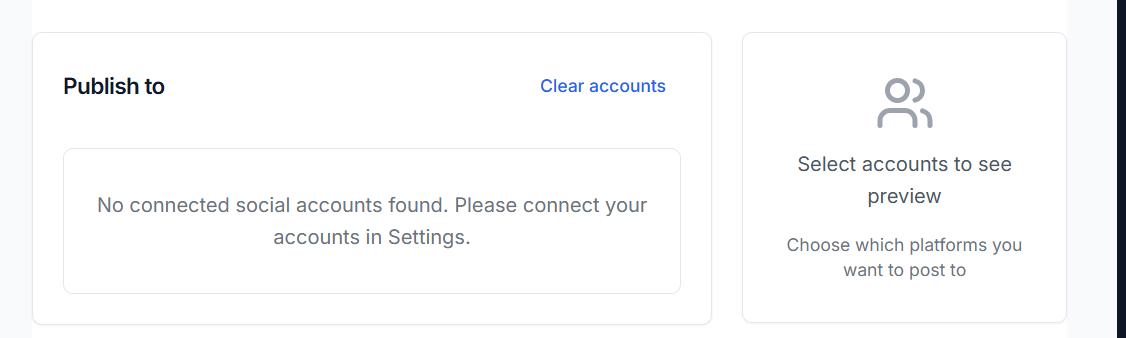 Publish to
Clear accounts
No connected social accounts found. Please connect your
accounts in Settings.
Select accounts to see
preview
Choose which platforms you
want to post to